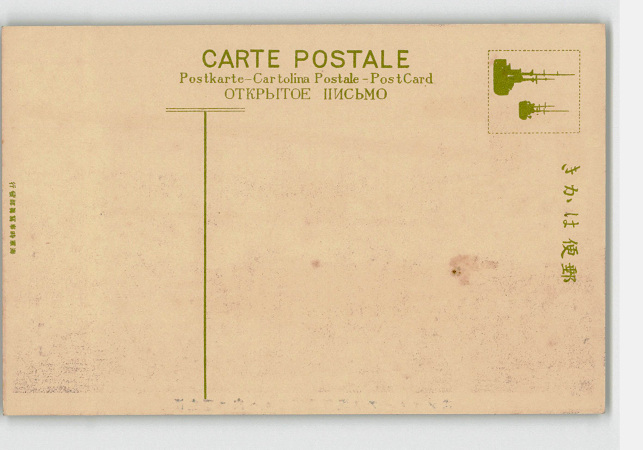 CARTE POSTALE
Postkarte-Cartolina Postale-PostCard
ОТКРЫТОЕ ПИСЬМО
きかは便郵